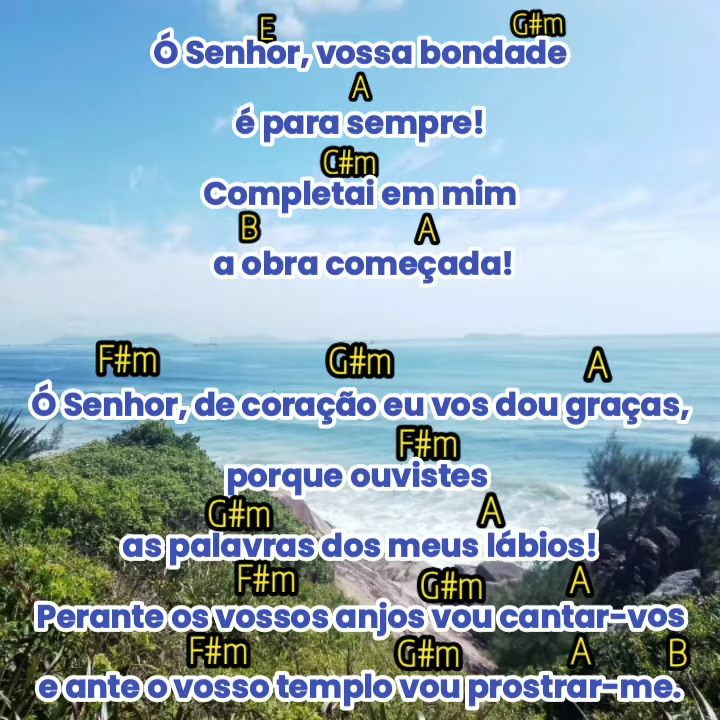 E G#m
Ó Senhor, vossa bondade
A
é para sempre!
C#m
Completai em mim
B A
a obra começada!
F#m G#m A
Ó Senhor, de coração eu vos dou graças,
F#m
porque ouvistes
G#m A
as palavras dos meus lábios!
F#m G#m A
Perante os vossos anjos vou cantar-vos
F#m G#m A B
e ante o vosso templo vou prostrar-me.